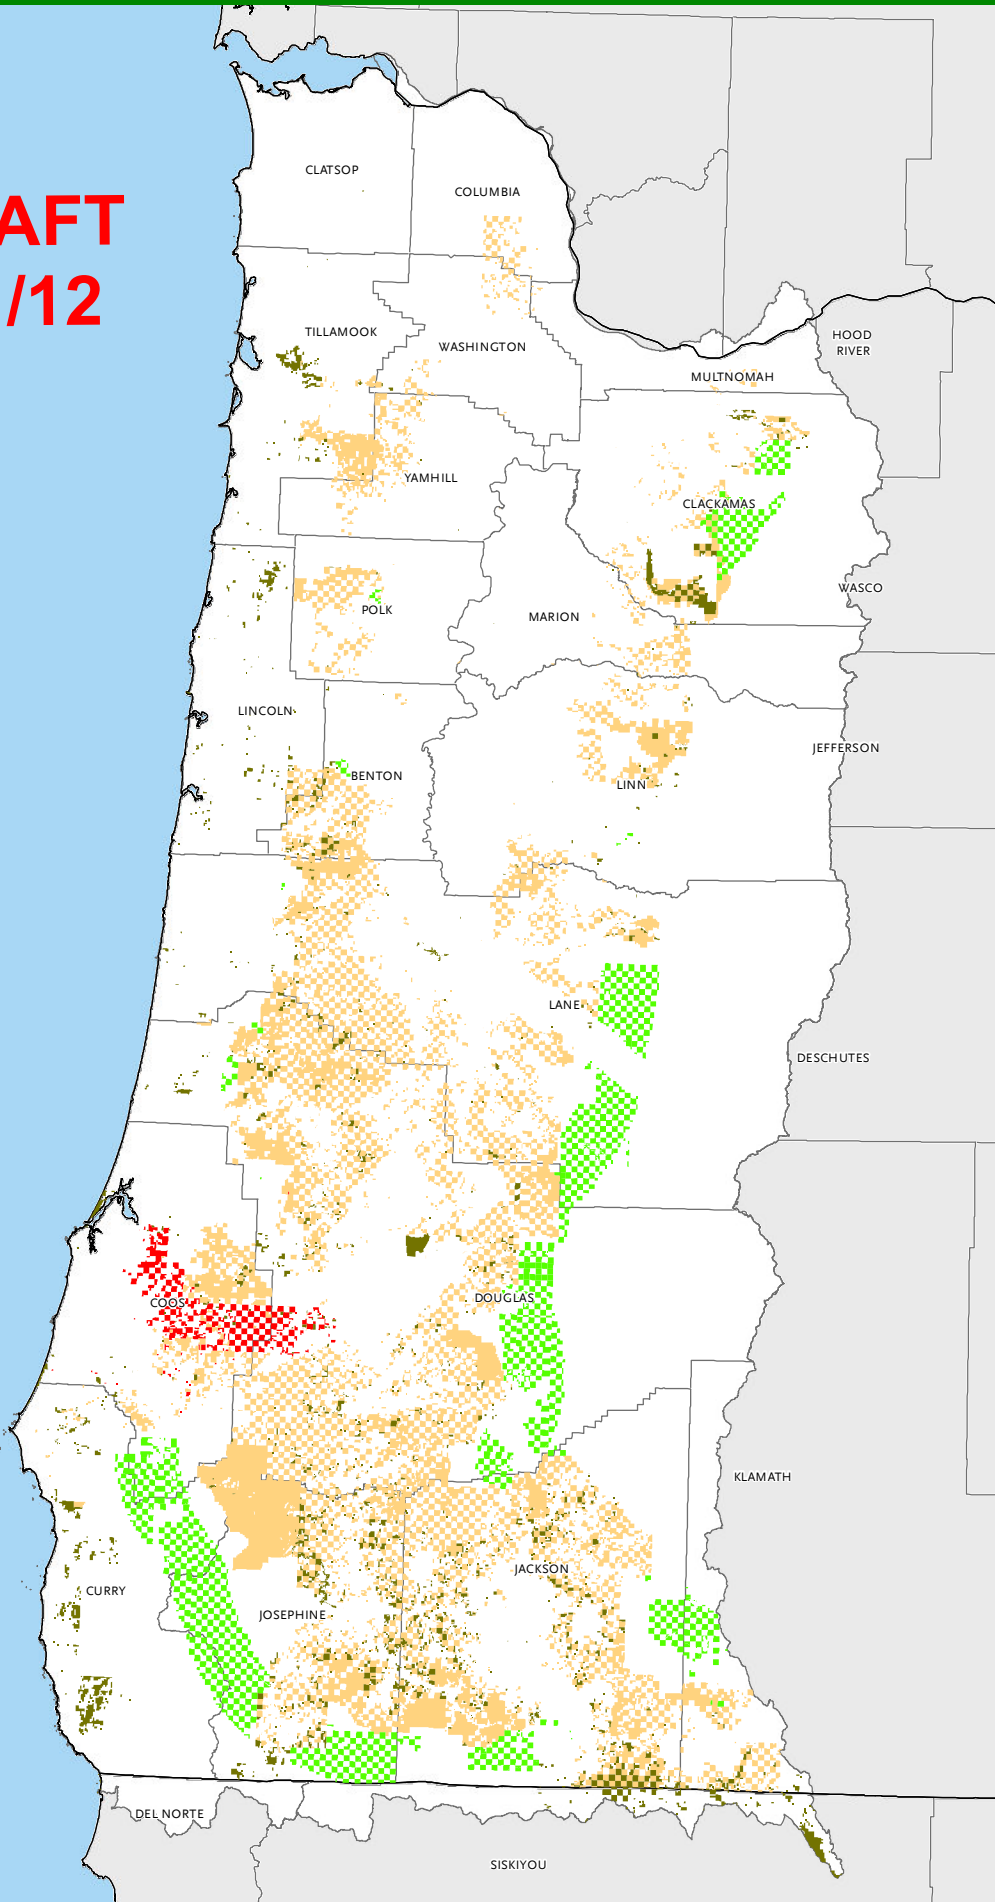 CLATSOP
COLUMBIA
AFT
/12
TILLAMOOK
WASHINGTON
HOOD
RIVER
MULTNOMAH
YAMHILL
CLACKAMAS
WASCO
POLK
MARION
LINCOLN
JEFFERSON
BENTON
LINN
LANE
DESCHUTES
DOUGLAS
COOS
KLAMATH
JACKSON
CURRY
JOSEPHINE
DEL NORTE
SISKIYOU